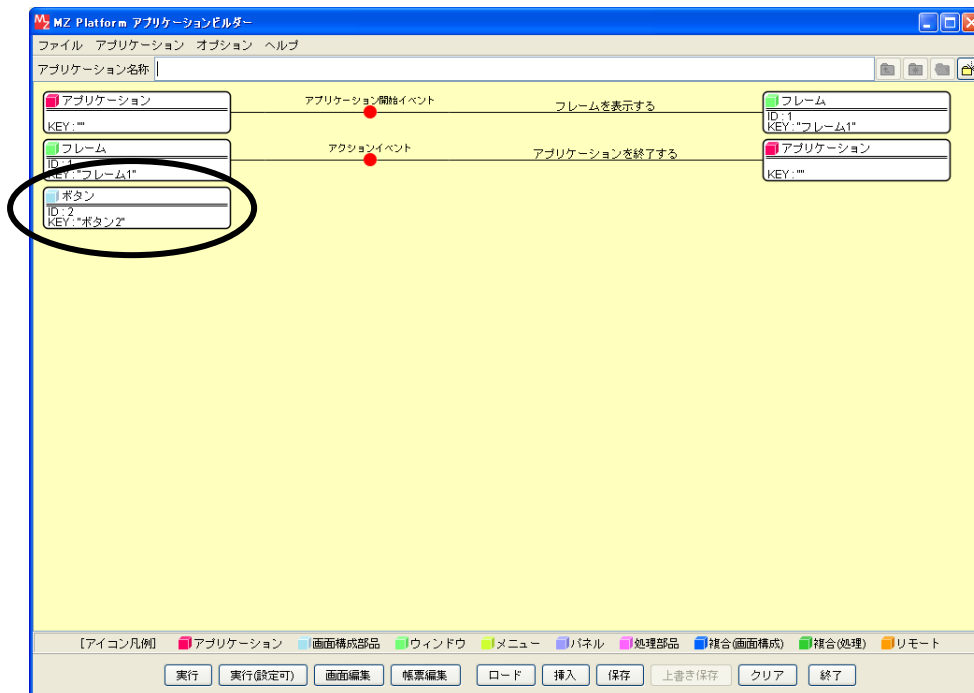 MZ Platform アプリケーションビルダー
ファイル アプリケーション オプション ヘルプ
アプリケーション名称
アプリケーション アプリケーション開始イベント フレームを表示する フレーム
KEY:"" ID:1
KEY:"フレーム1"
フレーム アクションイベント アプリケーションを終了する アプリケーション
ID:1
KEY:"フレーム1" KEY:""
ボタン
ID:2
KEY:"ボタン2"
[アイコン凡例] アプリケーション 画面構成部品 ウィンドウ メニュー パネル 処理部品 複合(画面構成) 複合(処理) リモート
実行 実行(設定可) 画面編集 帳票編集 ロード 挿入 保存 上書き保存 クリア 終了